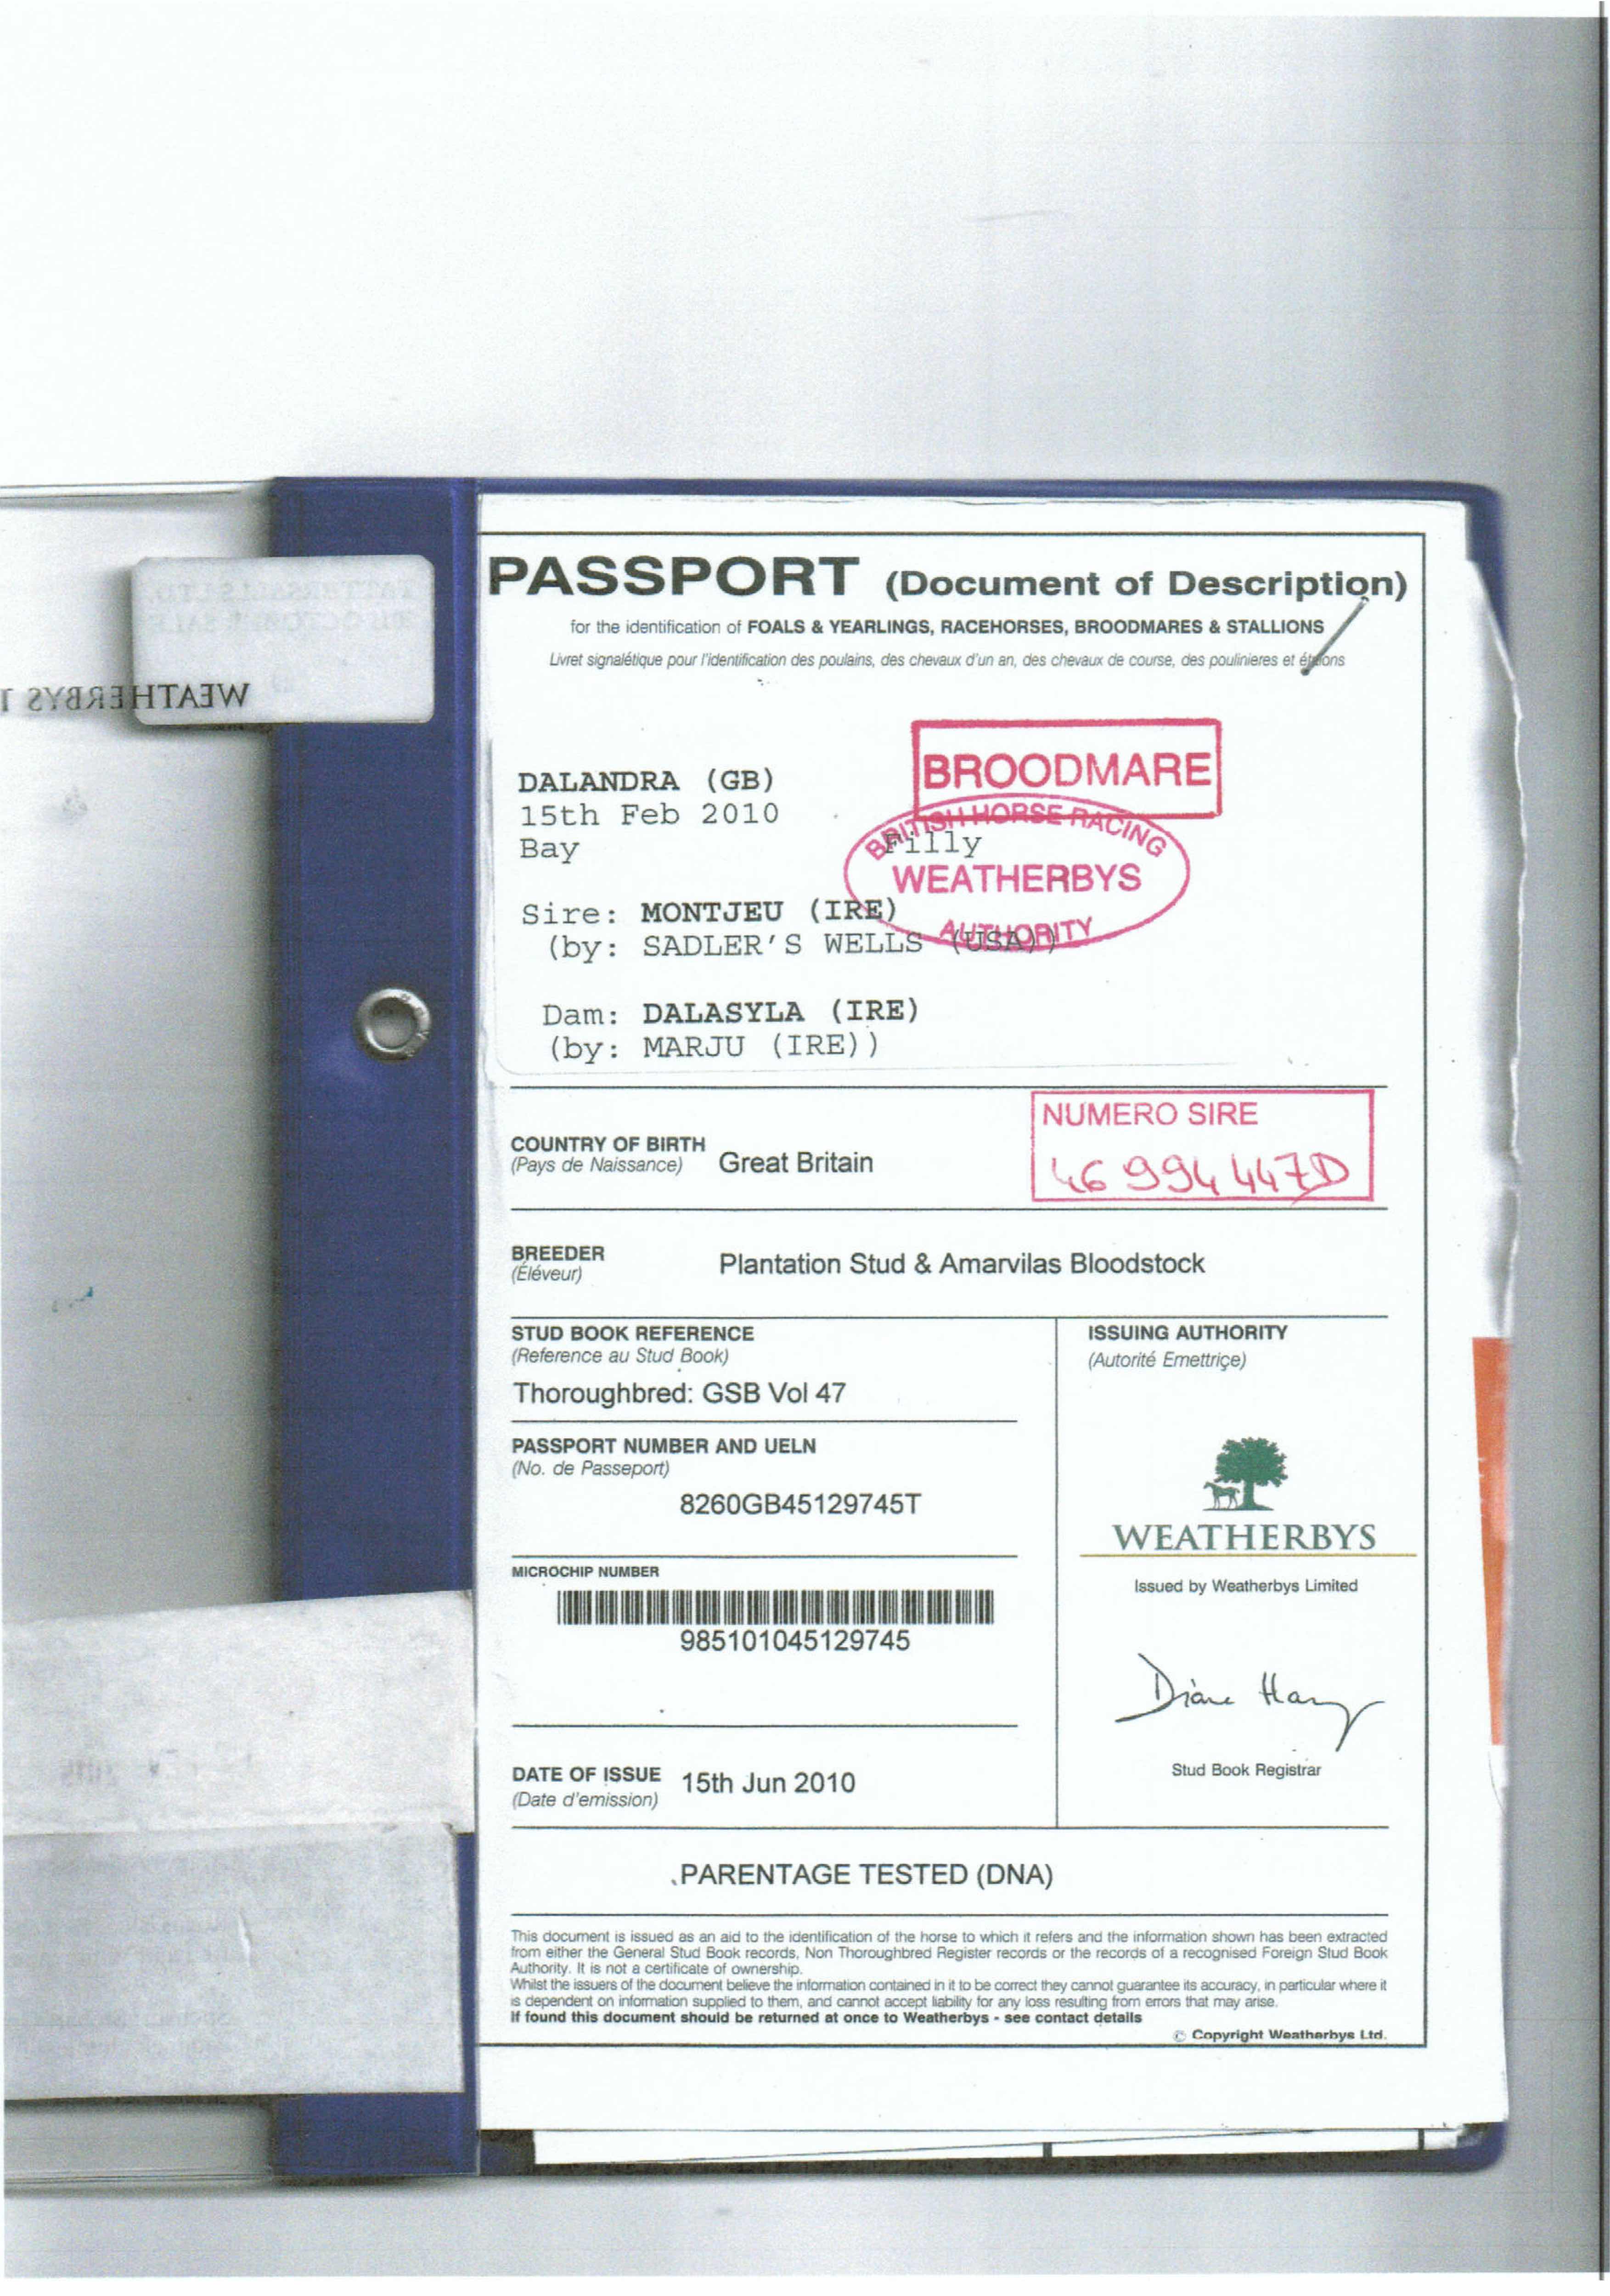 WEATHERBYS
PASSPORT (Document of Description)
for the identification of FOALS & YEARLINGS, RACEHORSES, BROODMARES & STALLIONS
Livret signalétique pour l'identification des poulains, des chevaux d'un an, des chevaux de course, des poulinieres et étalons
BROODMARE
DALANDRA (GB)
15th Feb 2010
Bay Filly
BRITISH HORSE RACING
WEATHERBYS
AUTHORITY
Sire: MONTJEU (IRE)
(by: SADLER'S WELLS (USA))
Dam: DALASYLA (IRE)
(by: MARJU (IRE))
NUMERO SIRE
46 994 447D
COUNTRY OF BIRTH
(Pays de Naissance)
Great Britain
BREEDER
(Éléveur)
Plantation Stud & Amarvilas Bloodstock
STUD BOOK REFERENCE
(Reference au Stud Book)
Thoroughbred: GSB Vol 47
PASSPORT NUMBER AND UELN
(No. de Passeport)
8260GB45129745T
MICROCHIP NUMBER
985101045129745
DATE OF ISSUE
(Date d'emission)
15th Jun 2010
ISSUING AUTHORITY
(Autorité Emettriçe)
WEATHERBYS
Issued by Weatherbys Limited
Stud Book Registrar
PARENTAGE TESTED (DNA)
This document is issued as an aid to the identification of the horse to which it refers and the information shown has been extracted
from either the General Stud Book records, Non Thoroughbred Register records or the records of a recognised Foreign Stud Book
Authority. It is not a certificate of ownership.
Whilst the issuers of the document believe the information contained in it to be correct they cannot guarantee its accuracy, in particular where it
is dependent on information supplied to them, and cannot accept liability for any loss resulting from errors that may arise.
If found this document should be returned at once to Weatherbys - see contact details
© Copyright Weatherbys Ltd.